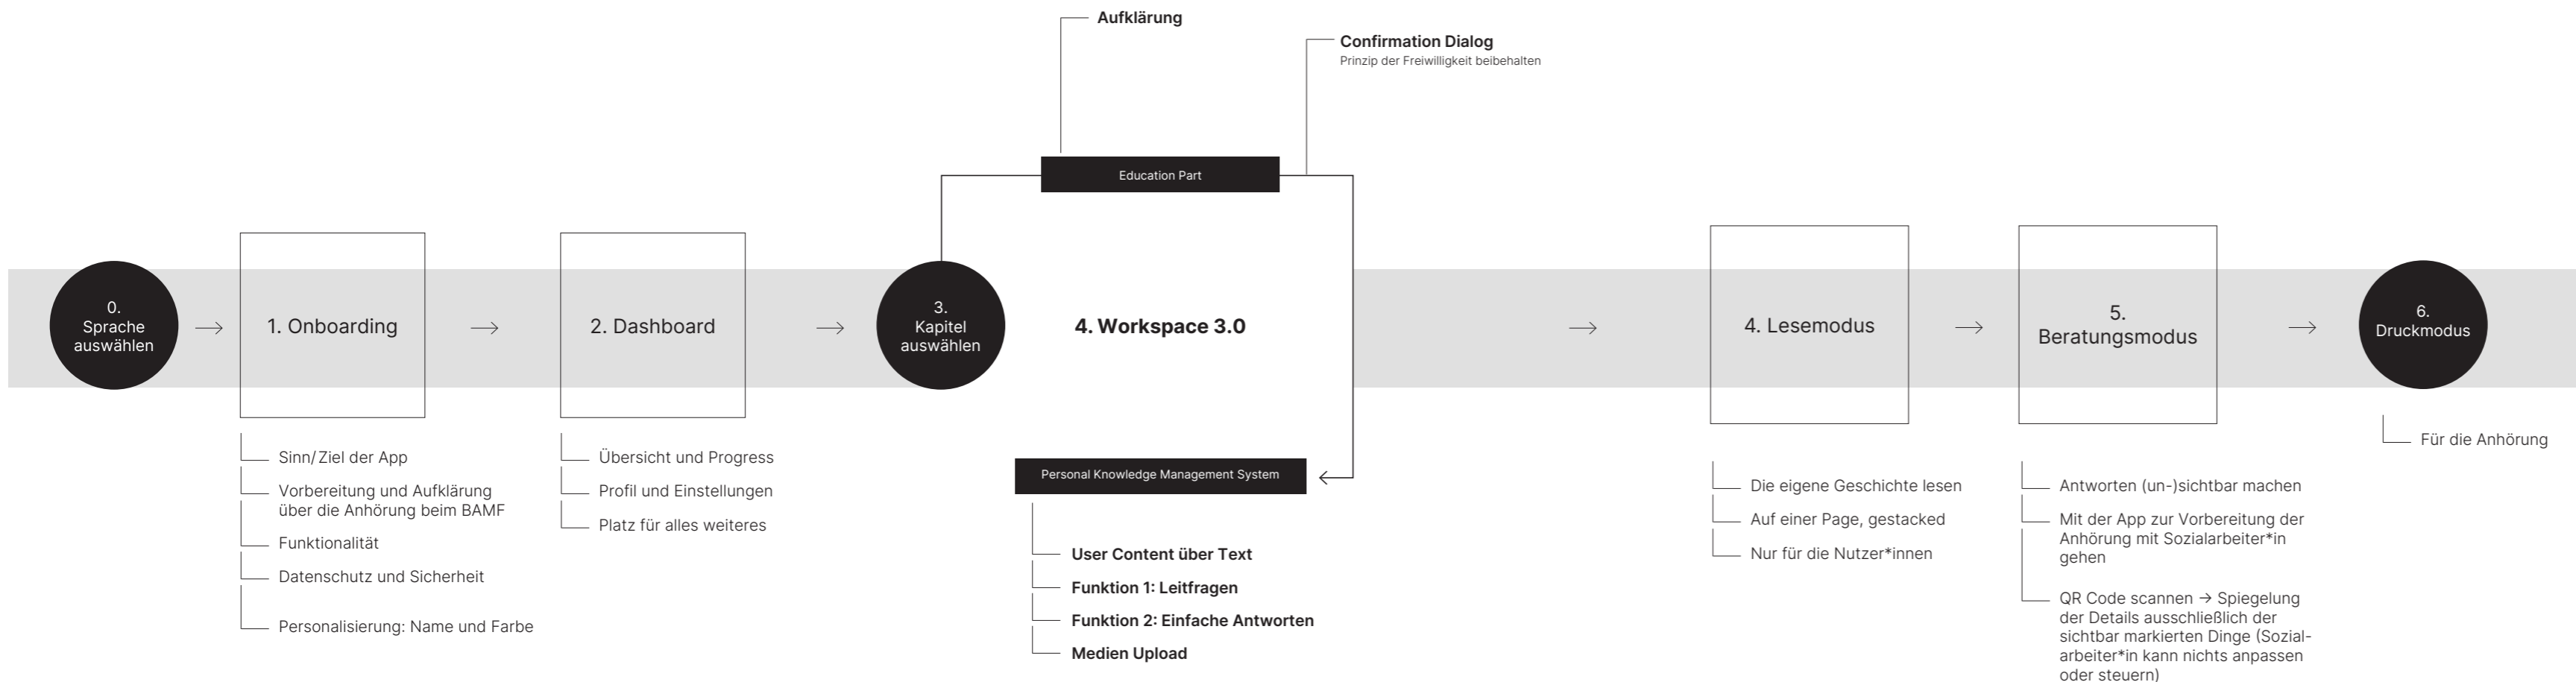 Aufklärung
Confirmation Dialog
Prinzip der Freiwilligkeit beibehalten
Education Part
0.
Sprache
auswählen
1. Onboarding
Sinn/Ziel der App
Vorbereitung und Aufklärung
über die Anhörung beim BAMF
Funktionalität
Datenschutz und Sicherheit
Personalisierung: Name und Farbe
2. Dashboard
Übersicht und Progress
Profil und Einstellungen
Platz für alles weiteres
3.
Kapitel
auswählen
4. Workspace 3.0
Personal Knowledge Management System
User Content über Text
Funktion 1: Leitfragen
Funktion 2: Einfache Antworten
Medien Upload
4. Lesemodus
Die eigene Geschichte lesen
Auf einer Page, gestacked
Nur für die Nutzer*innen
5.
Beratungsmodus
Antworten (un-)sichtbar machen
Mit der App zur Vorbereitung der
Anhörung mit Sozialarbeiter*in
gehen
QR Code scannen → Spiegelung
der Details ausschließlich der
sichtbar markierten Dinge (Sozial-
arbeiter*in kann nichts anpassen
oder steuern)
6.
Druckmodus
Für die Anhörung